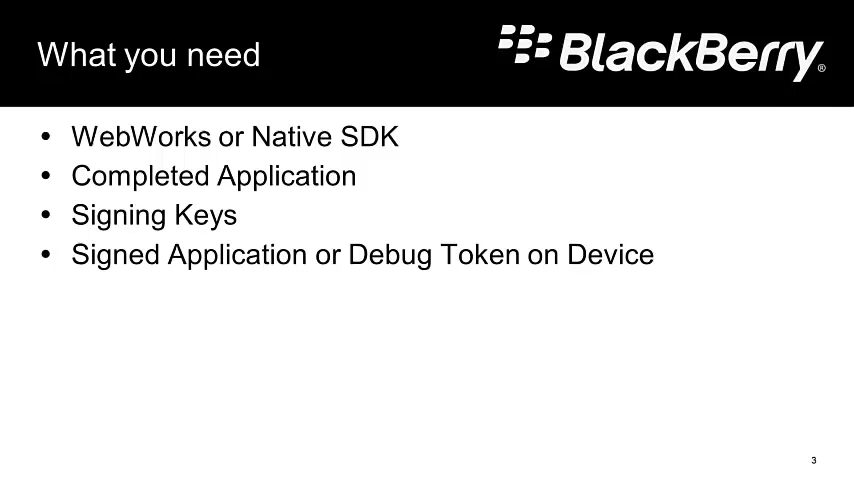 What you need
BlackBerry®
• WebWorks or Native SDK
• Completed Application
• Signing Keys
• Signed Application or Debug Token on Device
3